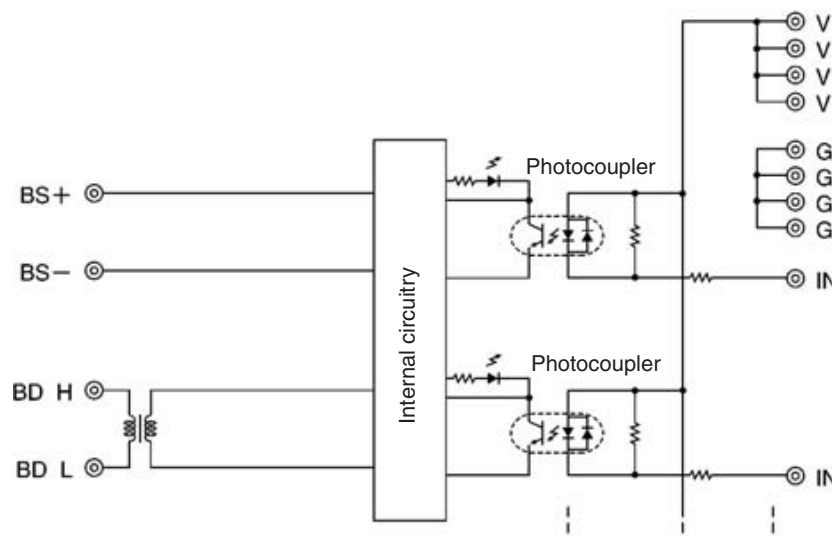 V
V
V
V
Photocoupler
G
G
G
G
BS+
BS−
IN
Internal circuitry
Photocoupler
BD H
BD L
IN